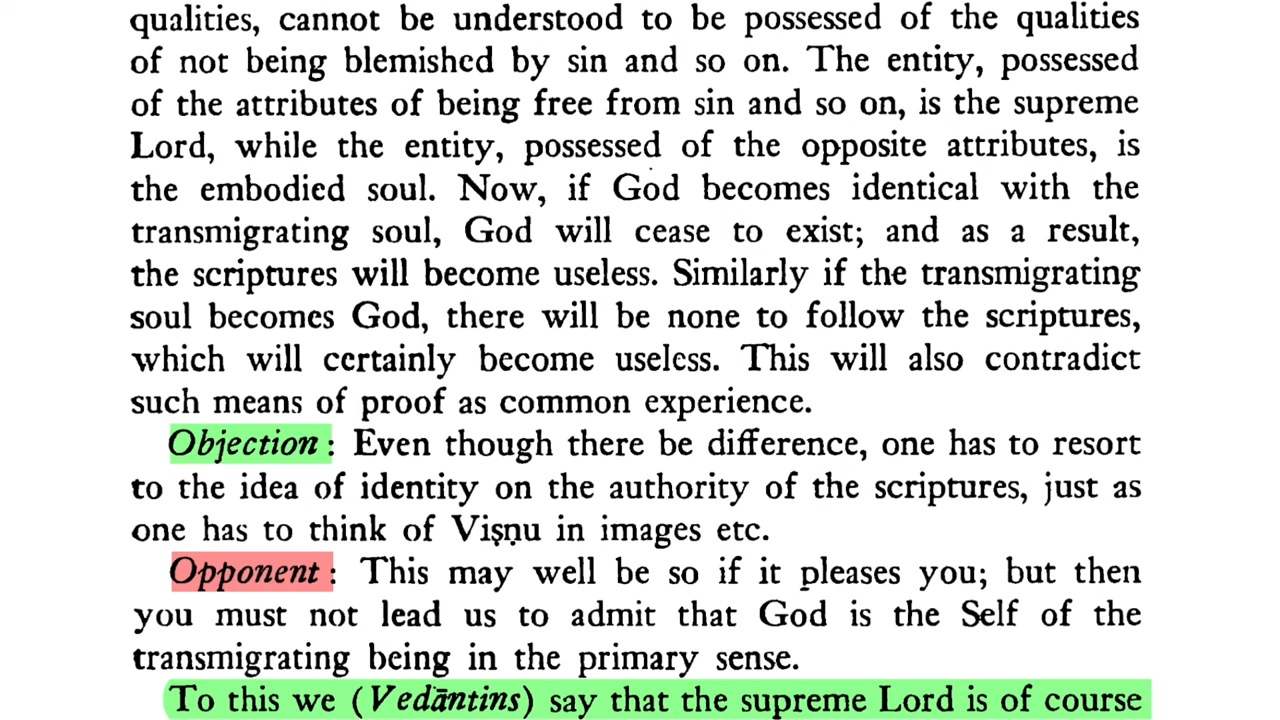 qualities, cannot be understood to be possessed of the qualities
of not being blemished by sin and so on. The entity, possessed
of the attributes of being free from sin and so on, is the supreme
Lord, while the entity, possessed of the opposite attributes, is
the embodied soul. Now, if God becomes identical with the
transmigrating soul, God will cease to exist; and as a result,
the scriptures will become useless. Similarly if the transmigrating
soul becomes God, there will be none to follow the scriptures,
which will certainly become useless. This will also contradict
such means of proof as common experience.
Objection: Even though there be difference, one has to resort
to the idea of identity on the authority of the scriptures, just as
one has to think of Viṣṇu in images etc.
Opponent: This may well be so if it pleases you; but then
you must not lead us to admit that God is the Self of the
transmigrating being in the primary sense.
To this we (Vedāntins) say that the supreme Lord is of course